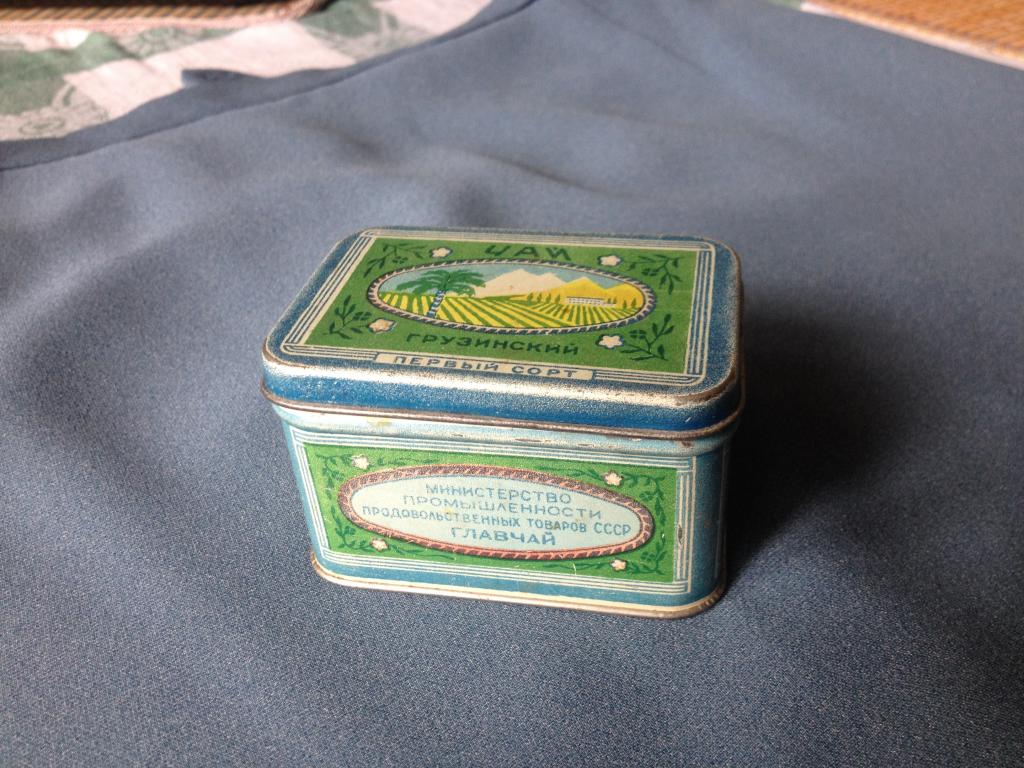 ЧАЙ
ГРУЗИНСКИЙ
ПЕРВЫЙ СОРТ
МИНИСТЕРСТВО
ПРОМЫШЛЕННОСТИ
ПРОДОВОЛЬСТВЕННЫХ ТОВАРОВ СССР
ГЛАВЧАЙ